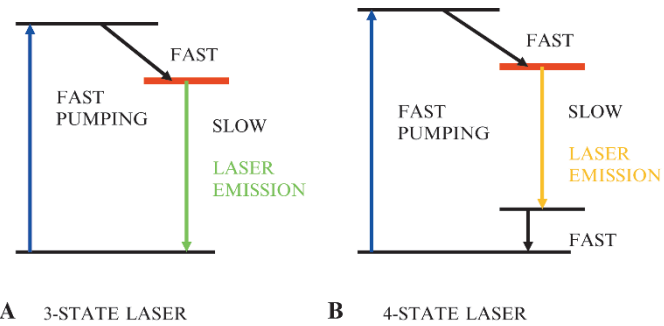 FAST
FAST
PUMPING
SLOW
LASER
EMISSION
A 3-STATE LASER
FAST
FAST
PUMPING
SLOW
LASER
EMISSION
FAST
B 4-STATE LASER